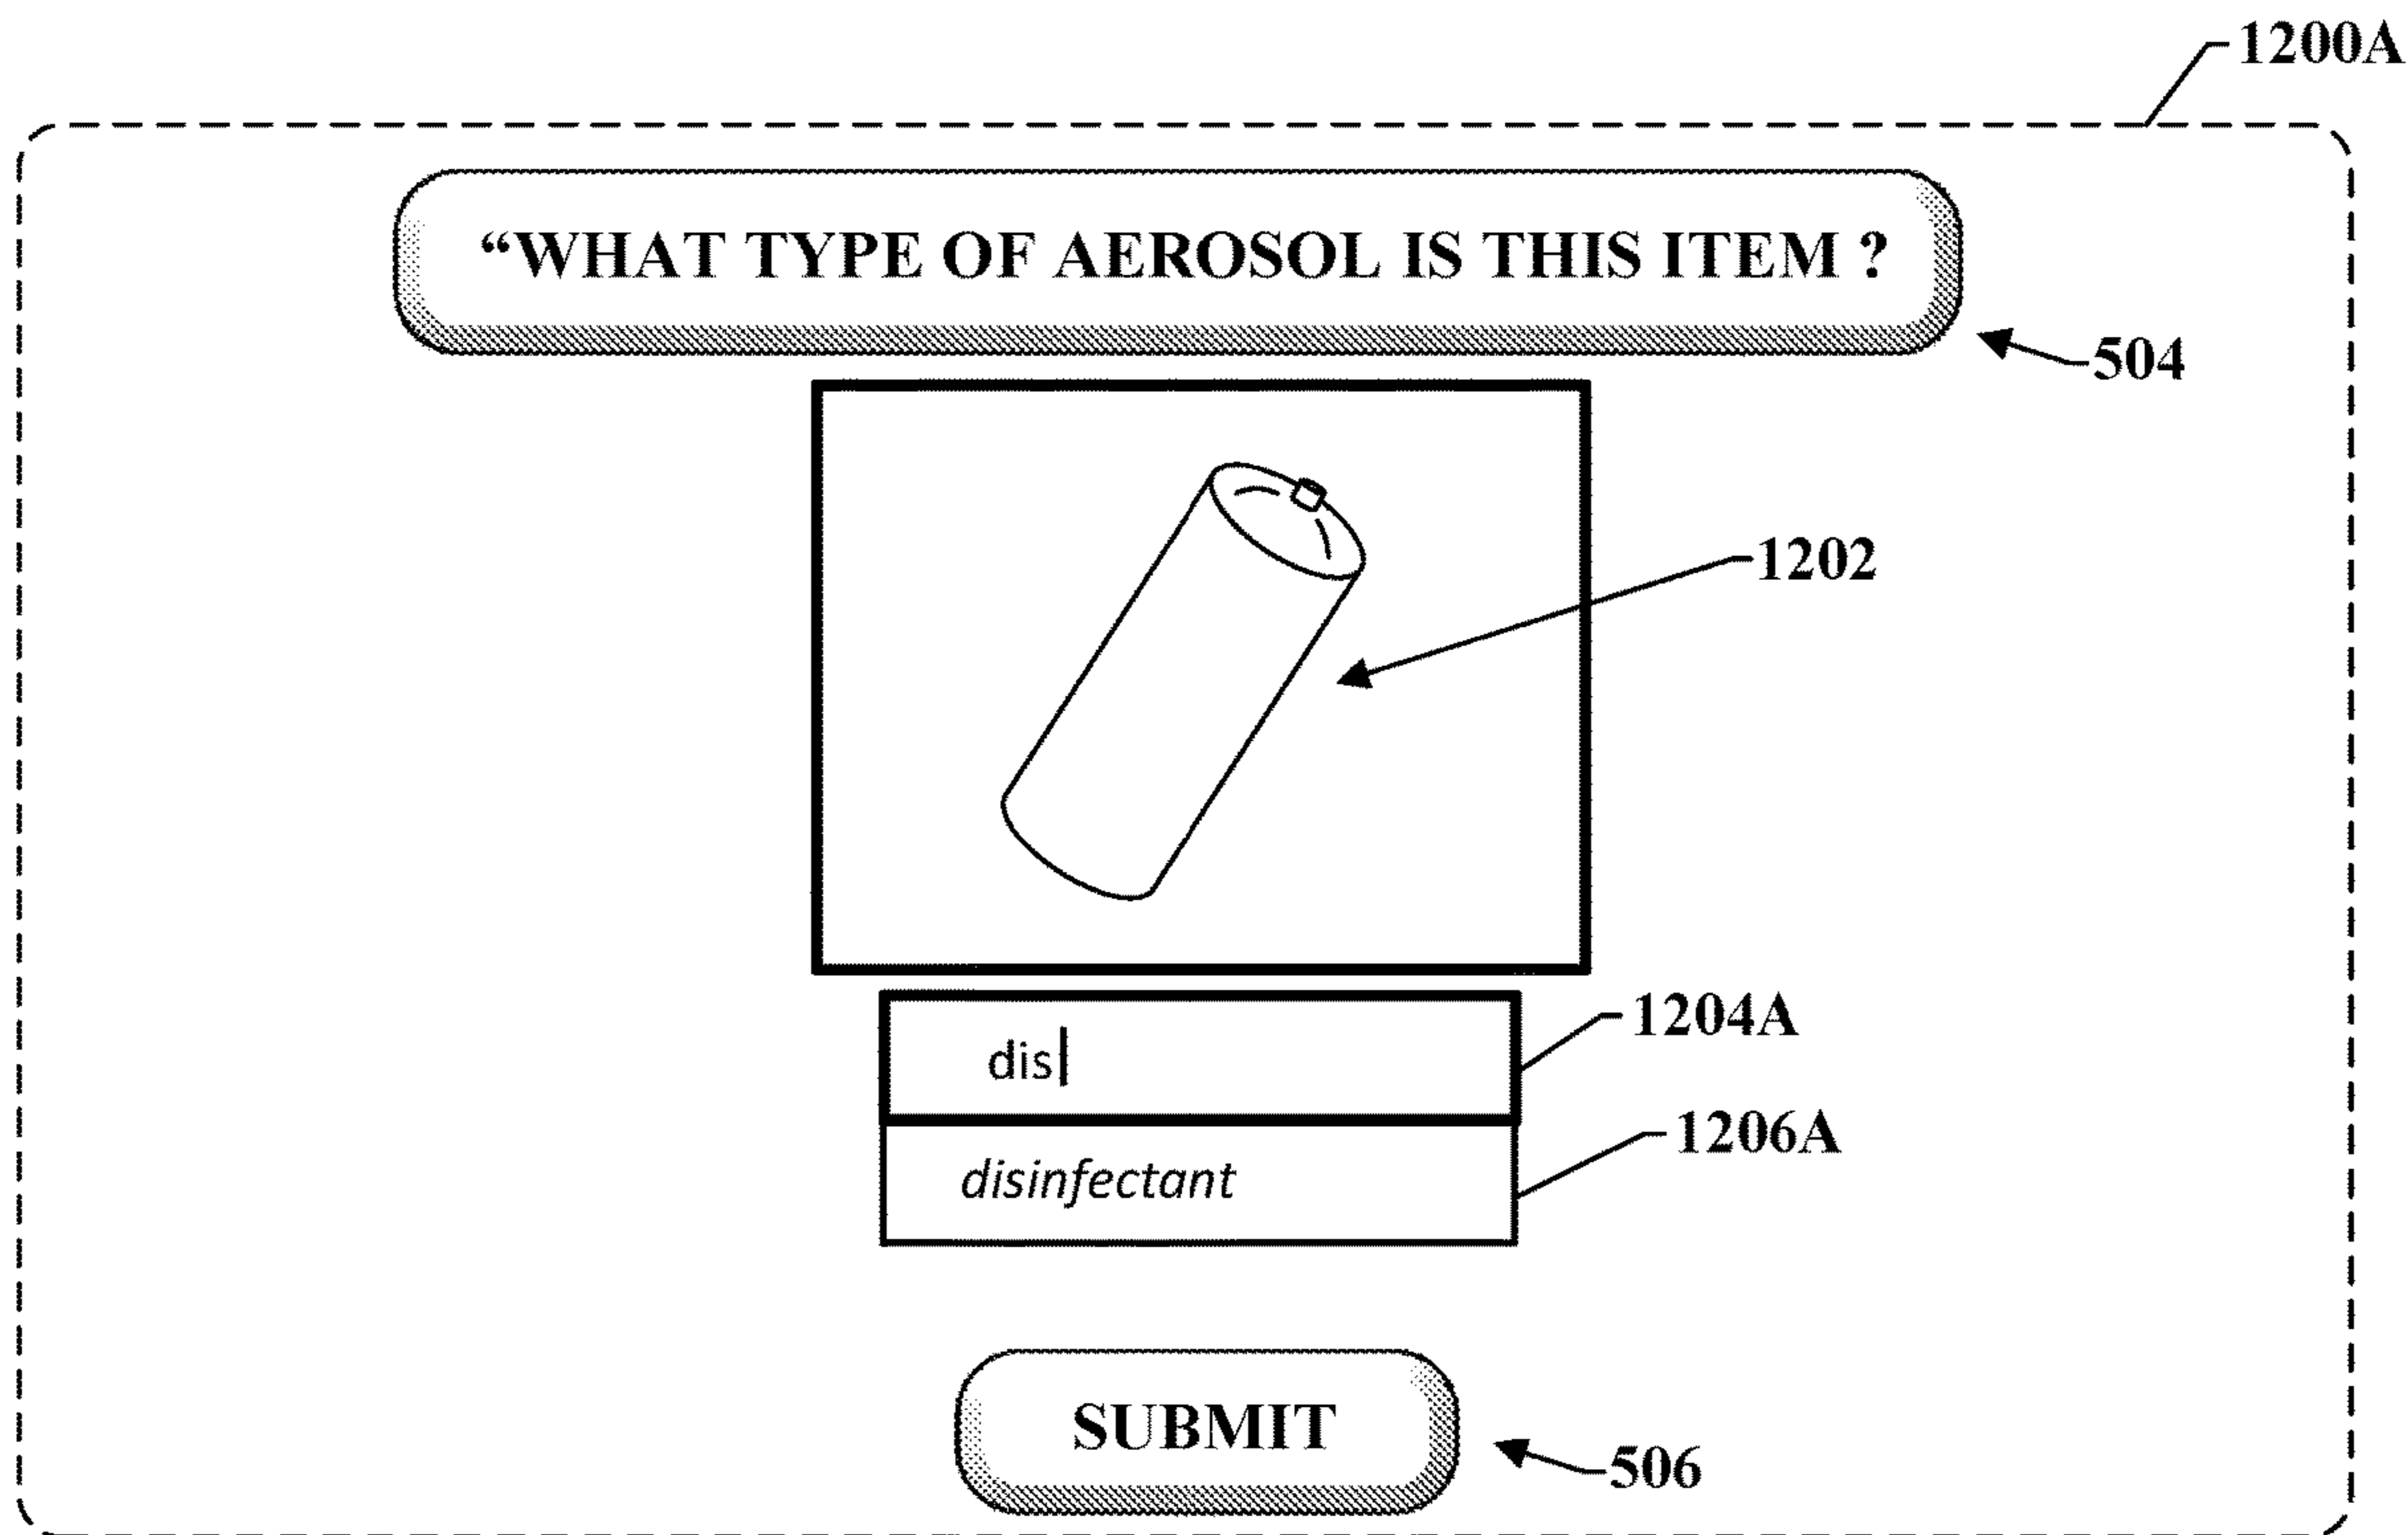 1200A
“WHAT TYPE OF AEROSOL IS THIS ITEM ?
504
1202
dis
1204A
disinfectant
1206A
SUBMIT
506